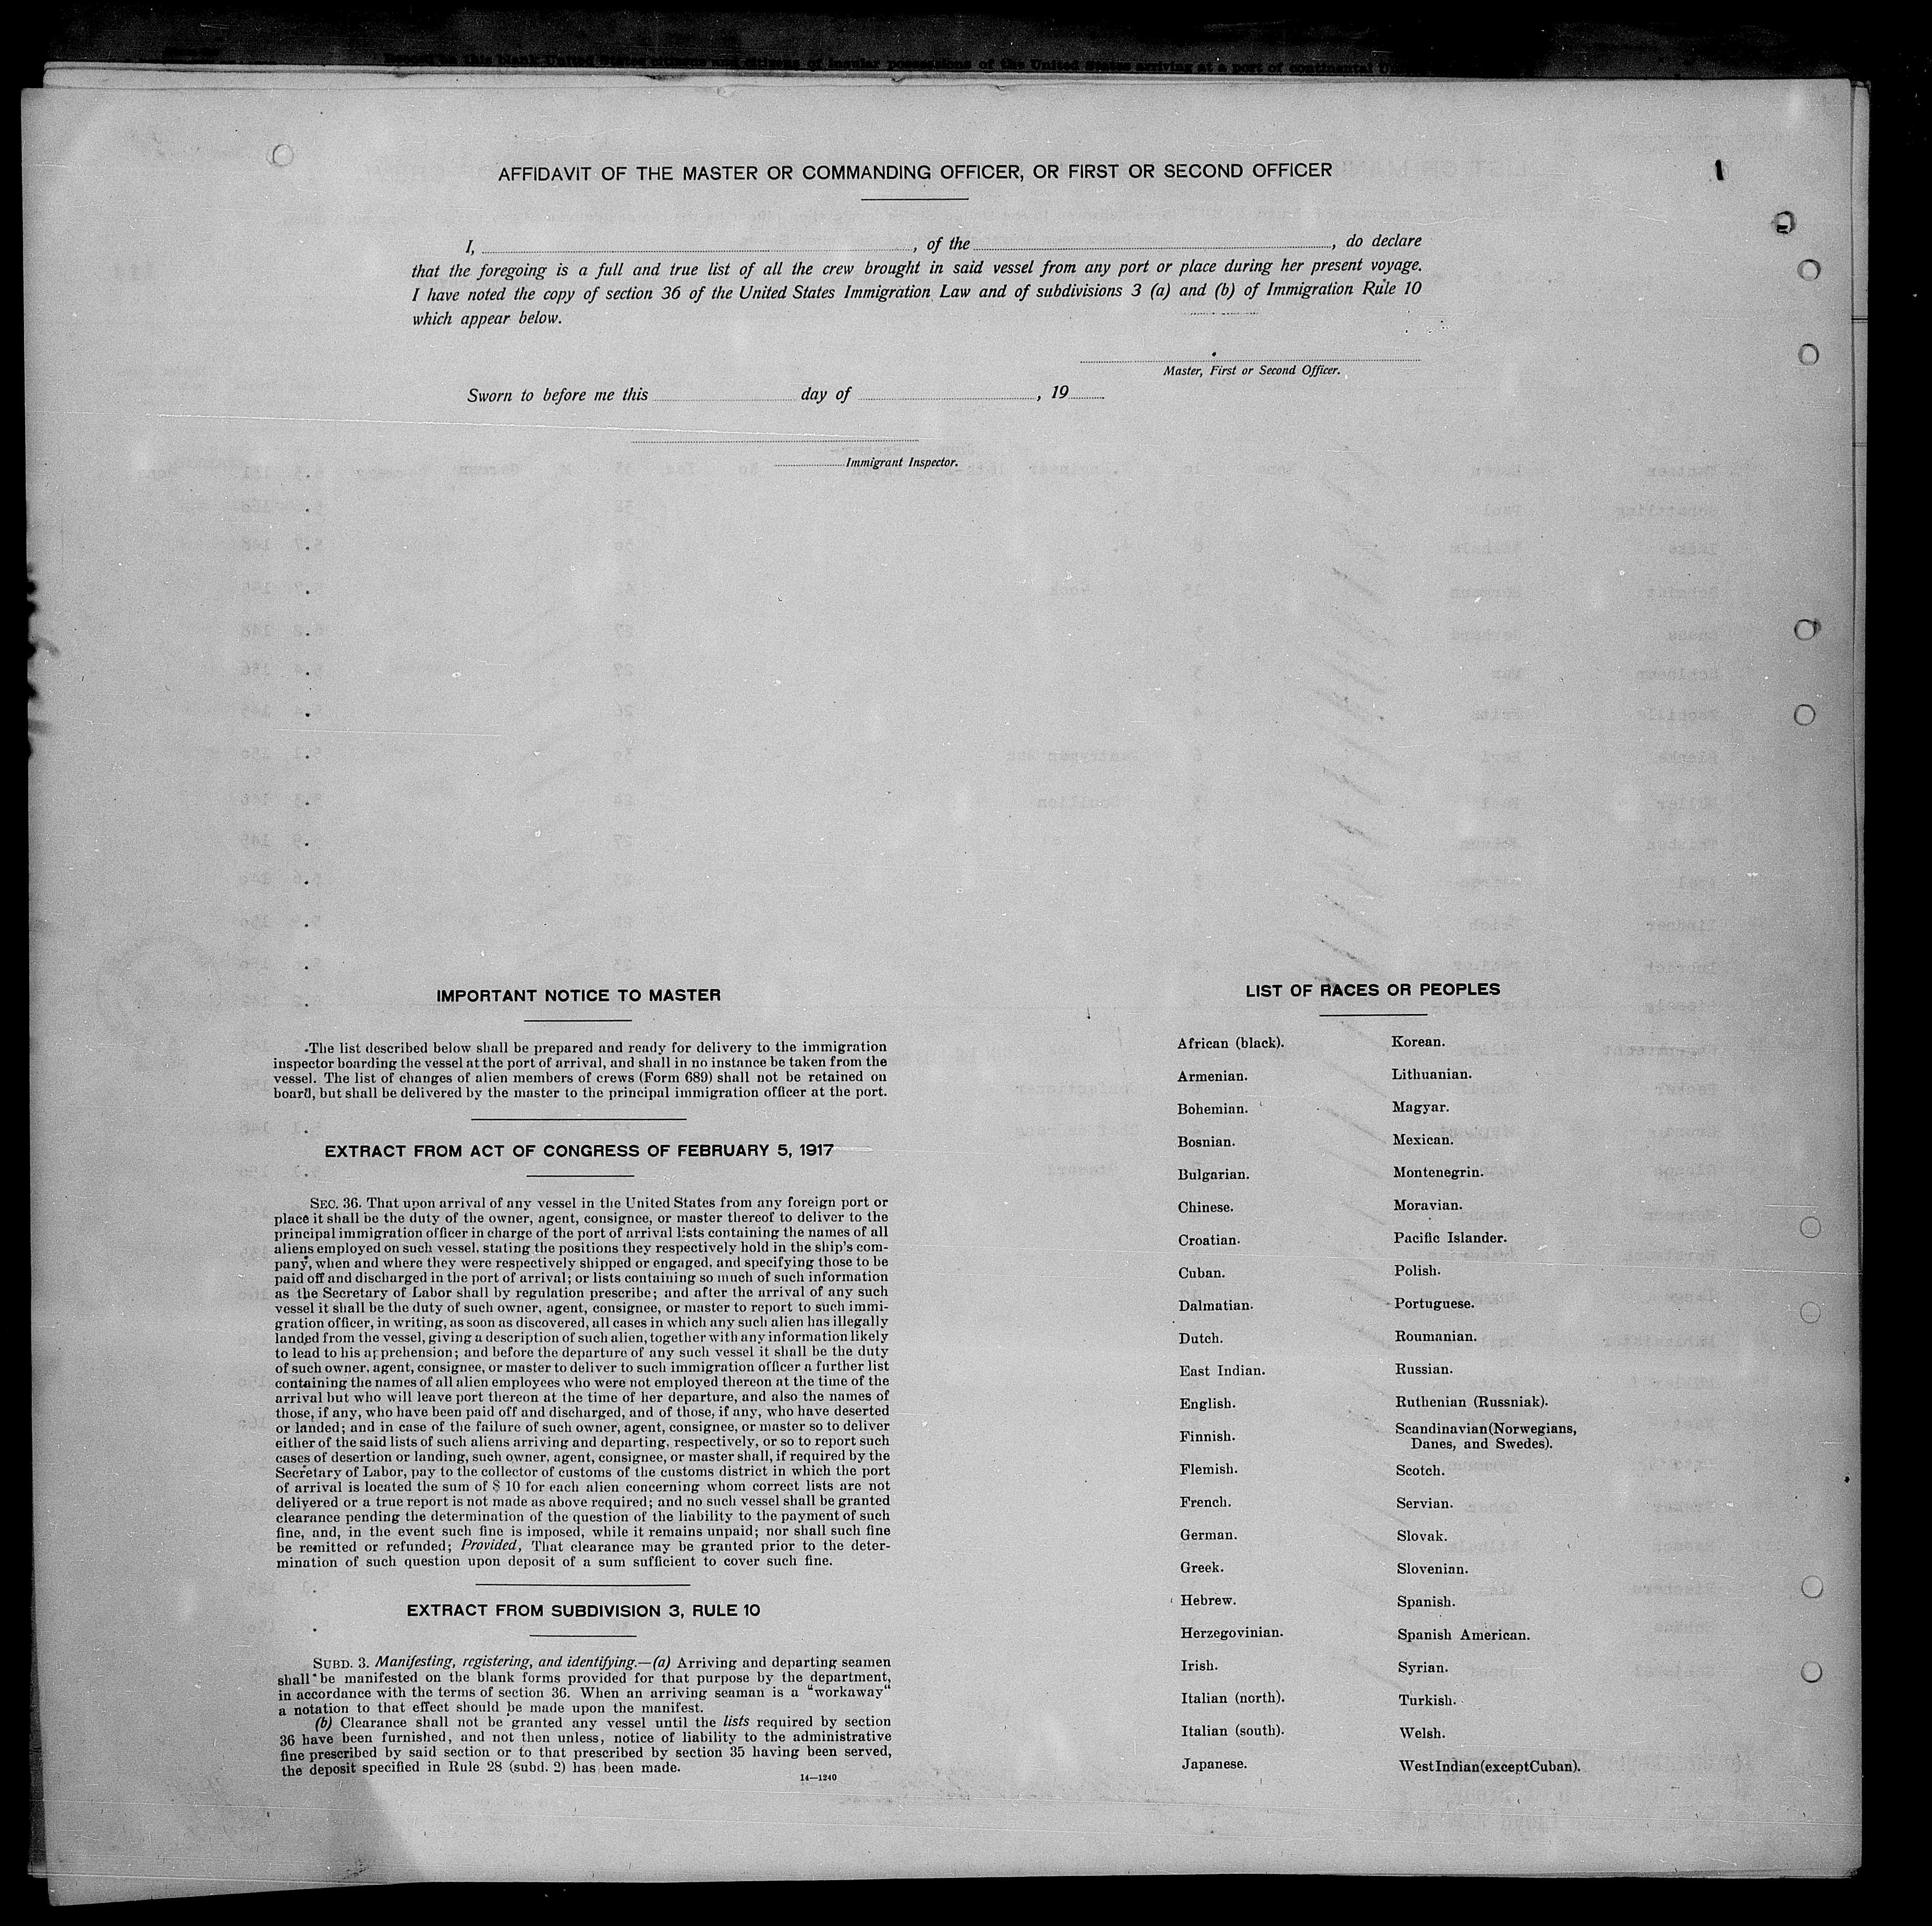 AFFIDAVIT OF THE MASTER OR COMMANDING OFFICER, OR FIRST OR SECOND OFFICER
1
I, , of the , do declare
that the foregoing is a full and true list of all the crew brought in said vessel from any port or place during her present voyage.
I have noted the copy of section 36 of the United States Immigration Law and of subdivisions 3 (a) and (b) of Immigration Rule 10
which appear below.
Master, First or Second Officer.
Sworn to before me this day of , 19
Immigrant Inspector.
IMPORTANT NOTICE TO MASTER
The list described below shall be prepared and ready for delivery to the immigration
inspector boarding the vessel at the port of arrival, and shall in no instance be taken from the
vessel. The list of changes of alien members of crews (Form 689) shall not be retained on
board, but shall be delivered by the master to the principal immigration officer at the port.
EXTRACT FROM ACT OF CONGRESS OF FEBRUARY 5, 1917
SEC. 36. That upon arrival of any vessel in the United States from any foreign port or
place it shall be the duty of the owner, agent, consignee, or master thereof to deliver to the
principal immigration officer in charge of the port of arrival lists containing the names of all
aliens employed on such vessel, stating the positions they respectively hold in the ship's com-
pany, when and where they were respectively shipped or engaged, and specifying those to be
paid off and discharged in the port of arrival; or lists containing so much of such information
as the Secretary of Labor shall by regulation prescribe; and after the arrival of any such
vessel it shall be the duty of such owner, agent, consignee, or master to report to such immi-
gration officer, in writing, as soon as discovered, all cases in which any such alien has illegally
landed from the vessel, giving a description of such alien, together with any information likely
to lead to his apprehension; and before the departure of any such vessel it shall be the duty
of such owner, agent, consignee, or master to deliver to such immigration officer a further list
containing the names of all alien employees who were not employed thereon at the time of the
arrival but who will leave port thereon at the time of her departure, and also the names of
those, if any, who have been paid off and discharged, and of those, if any, who have deserted
or landed; and in case of the failure of such owner, agent, consignee, or master so to deliver
either of the said lists of such aliens arriving and departing, respectively, or so to report such
cases of desertion or landing, such owner, agent, consignee, or master shall, if required by the
Secretary of Labor, pay to the collector of customs of the customs district in which the port
of arrival is located the sum of $ 10 for each alien concerning whom correct lists are not
delivered or a true report is not made as above required; and no such vessel shall be granted
clearance pending the determination of the question of the liability to the payment of such
fine, and, in the event such fine is imposed, while it remains unpaid; nor shall such fine
be remitted or refunded; Provided, That clearance may be granted prior to the deter-
mination of such question upon deposit of a sum sufficient to cover such fine.
EXTRACT FROM SUBDIVISION 3, RULE 10
SUBD. 3. Manifesting, registering, and identifying.—(a) Arriving and departing seamen
shall be manifested on the blank forms provided for that purpose by the department,
in accordance with the terms of section 36. When an arriving seaman is a “workaway“
a notation to that effect should be made upon the manifest.
(b) Clearance shall not be granted any vessel until the lists required by section
36 have been furnished, and not then unless, notice of liability to the administrative
fine prescribed by said section or to that prescribed by section 35 having been served,
the deposit specified in Rule 28 (subd. 2) has been made.
14—1240
LIST OF RACES OR PEOPLES
African (black).
Armenian.
Bohemian.
Bosnian.
Bulgarian.
Chinese.
Croatian.
Cuban.
Dalmatian.
Dutch.
East Indian.
English.
Finnish.
Flemish.
French.
German.
Greek.
Hebrew.
Herzegovinian.
Irish.
Italian (north).
Italian (south).
Japanese.
Korean.
Lithuanian.
Magyar.
Mexican.
Montenegrin.
Moravian.
Pacific Islander.
Polish.
Portuguese.
Roumanian.
Russian.
Ruthenian (Russniak).
Scandinavian (Norwegians,
Danes, and Swedes).
Scotch.
Servian.
Slovak.
Slovenian.
Spanish.
Spanish American.
Syrian.
Turkish.
Welsh.
West Indian (except Cuban).